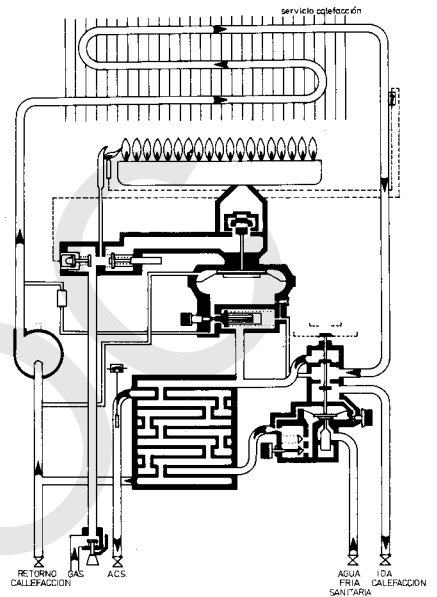 servicio calefacción
RETORNO
CALLEFACCION
GAS
A.C.S.
AGUA
FRIA
SANITARIA
IDA
CALEFACCION